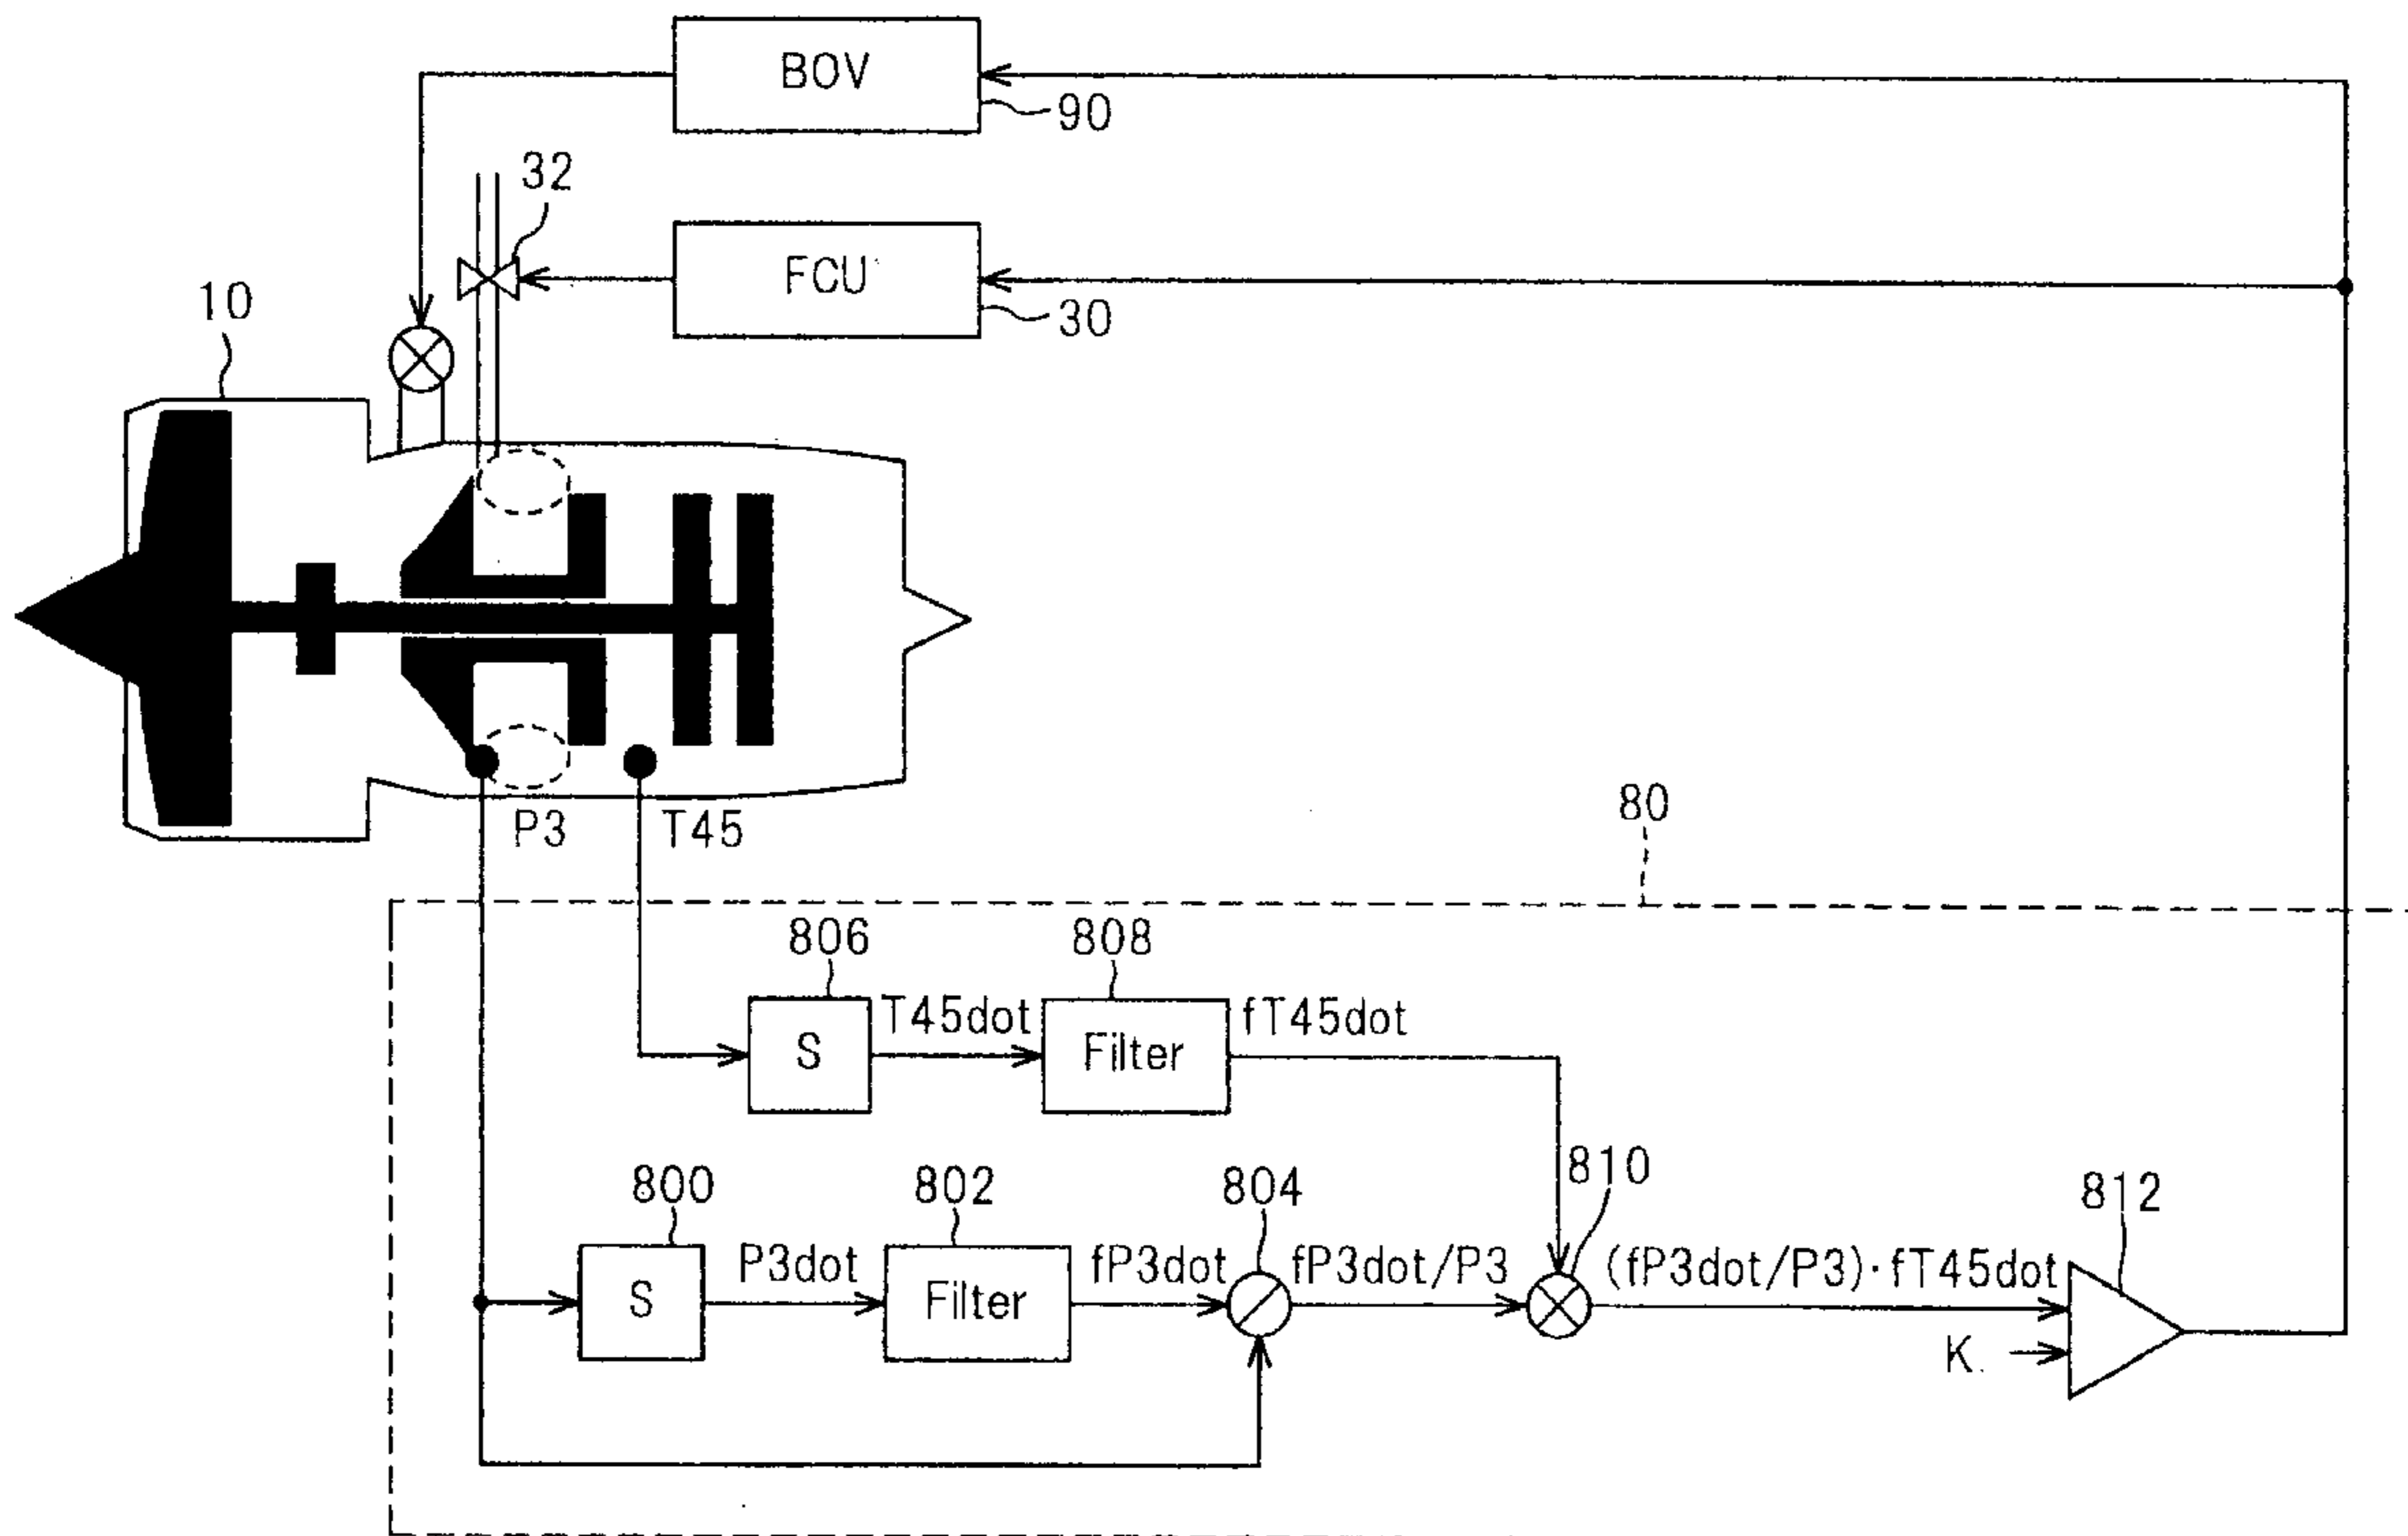 BOV
90
32
FCU
30
10
P3
T45
80
806
808
T45dot
fT45dot
S
Filter
800
802
804
810
812
P3dot
fP3dot
fP3dot/P3
(fP3dot/P3)·fT45dot
S
Filter
K